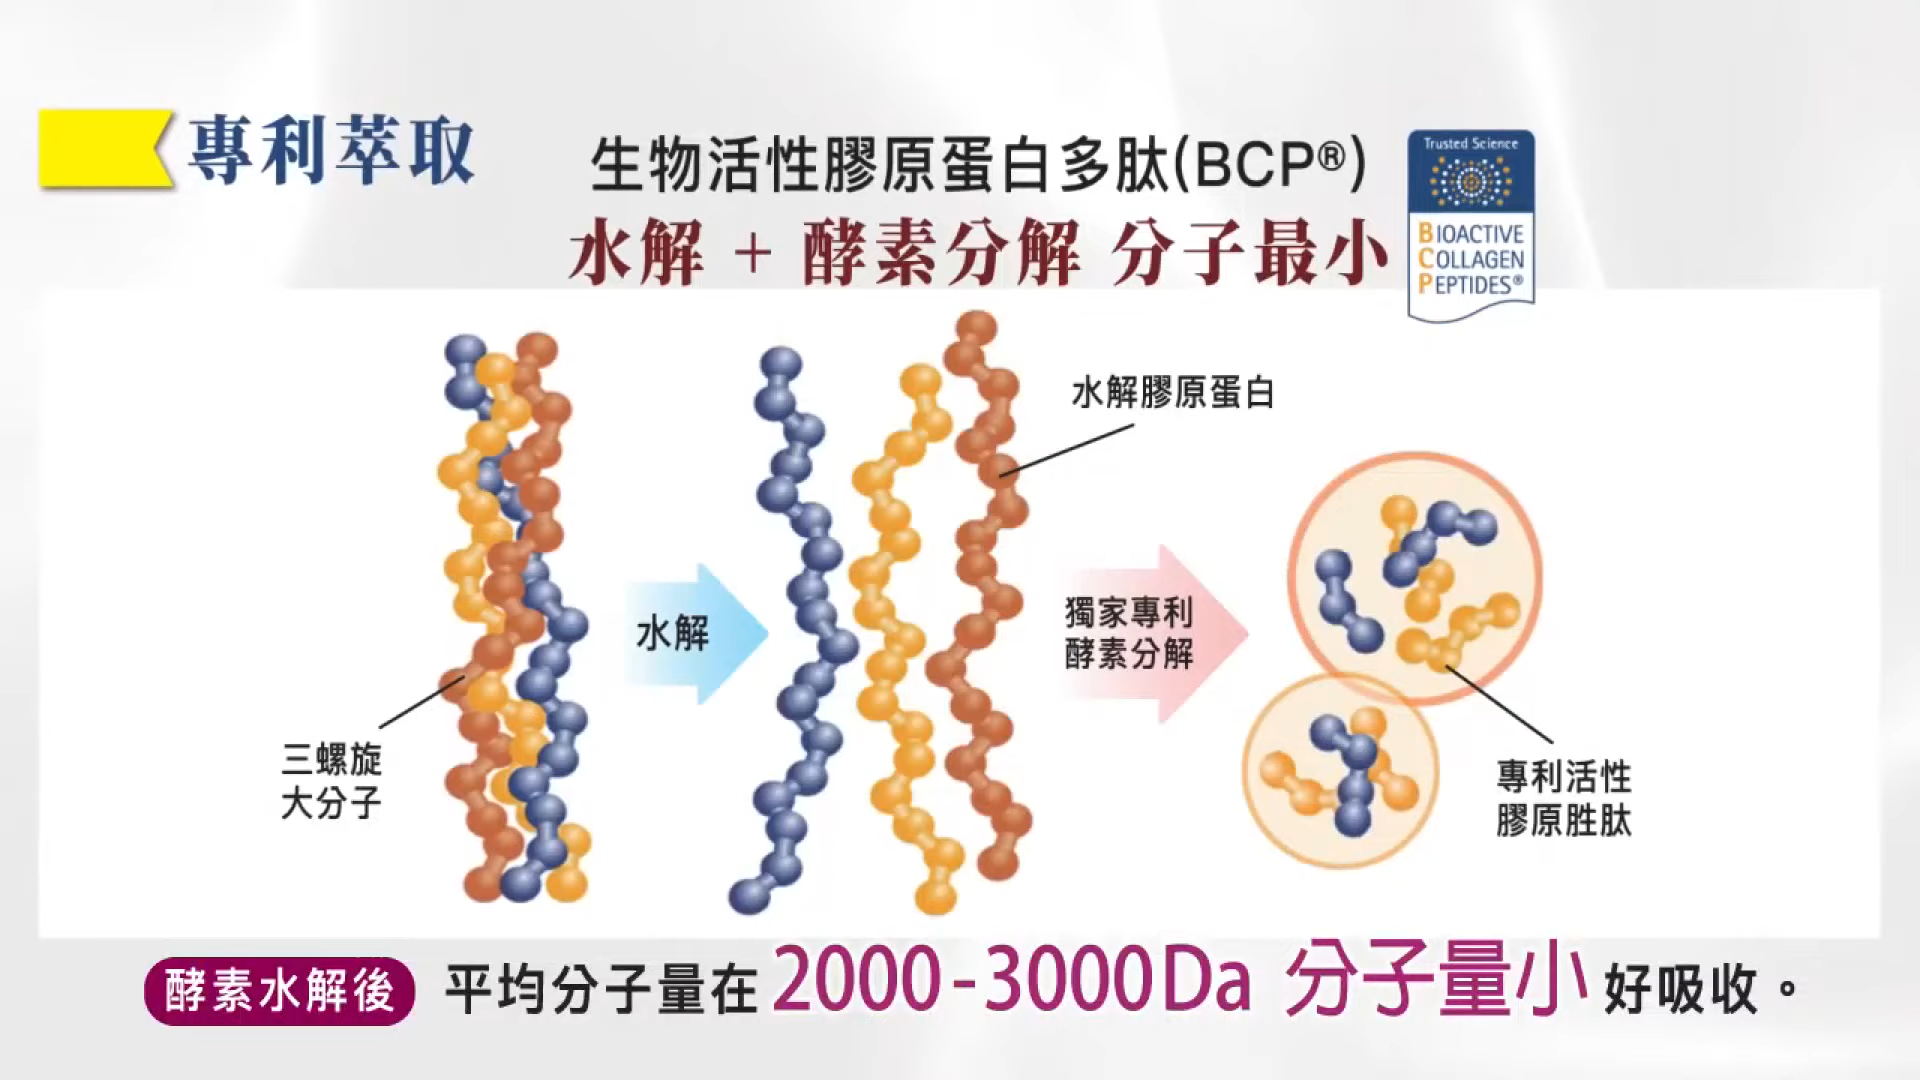 專利萃取
生物活性膠原蛋白多肽(BCP®)
水解 + 酵素分解 分子最小
Trusted Science
BIOACTIVE
COLLAGEN
PEPTIDES®
水解膠原蛋白
水解
獨家專利
酵素分解
三螺旋
大分子
專利活性
膠原胜肽
酵素水解後 平均分子量在2000-3000Da 分子量小 好吸收。